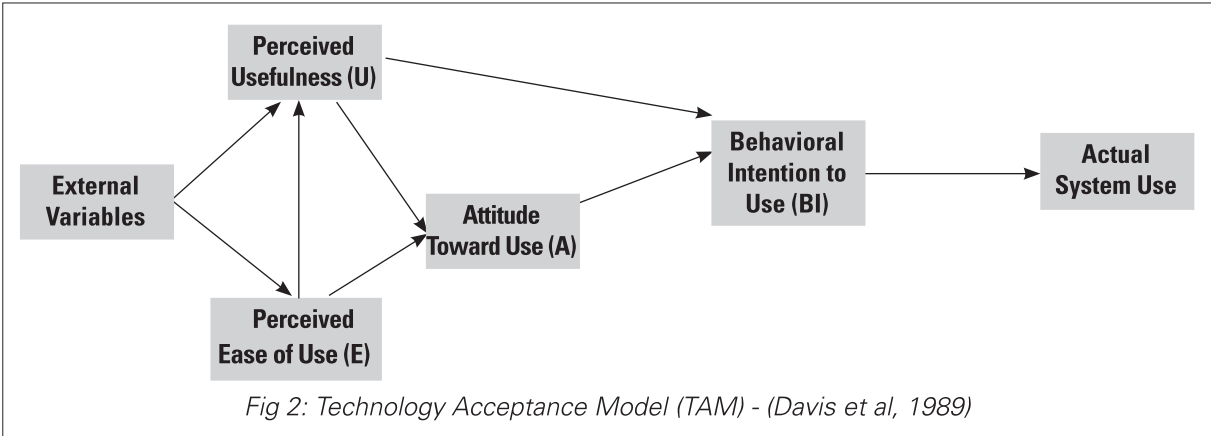 Perceived
Usefulness (U)
External
Variables
Perceived
Ease of Use (E)
Attitude
Toward Use (A)
Behavioral
Intention to
Use (BI)
Actual
System Use
Fig 2: Technology Acceptance Model (TAM) - (Davis et al, 1989)